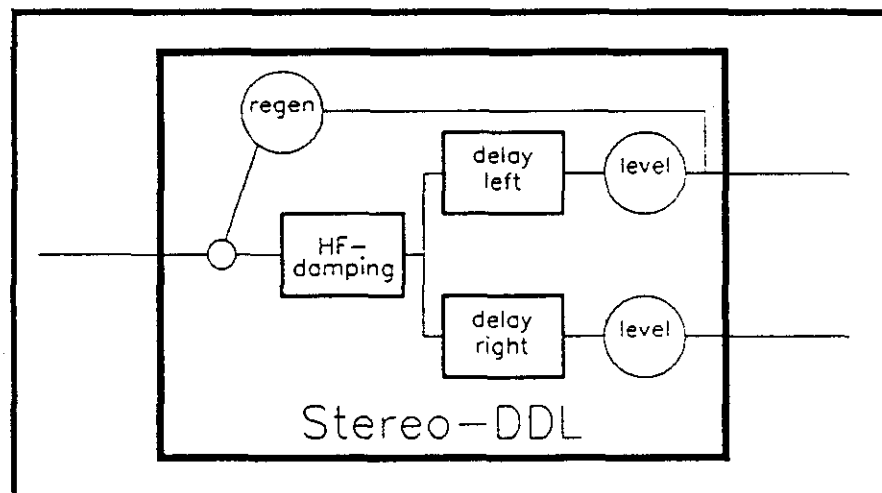 regen
delay
left
level
HF-
damping
delay
right
level
Stereo-DDL